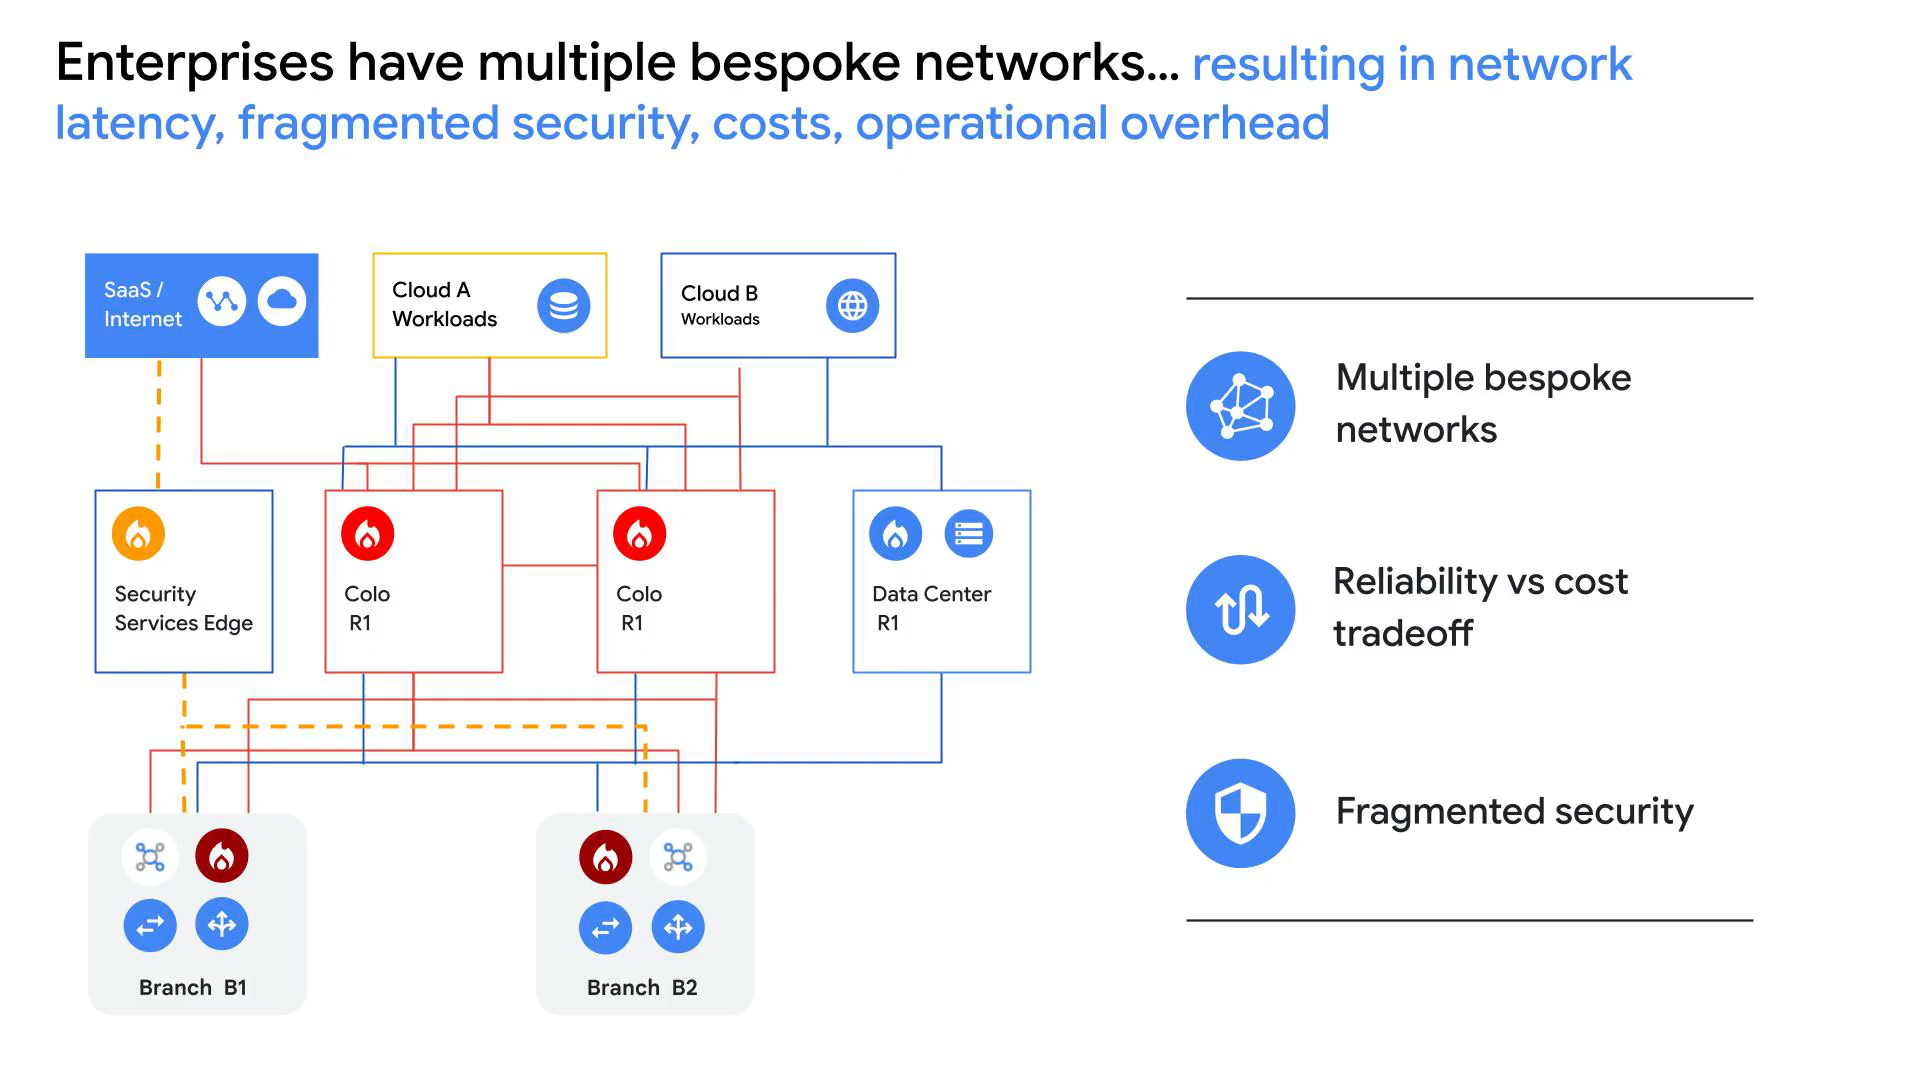 Enterprises have multiple bespoke networks... resulting in network
latency, fragmented security, costs, operational overhead
SaaS /
Internet
Cloud A
Workloads
Cloud B
Workloads
Security
Services Edge
Colo
R1
Colo
R1
Data Center
R1
Branch B1
Branch B2
Multiple bespoke
networks
Reliability vs cost
tradeoff
Fragmented security